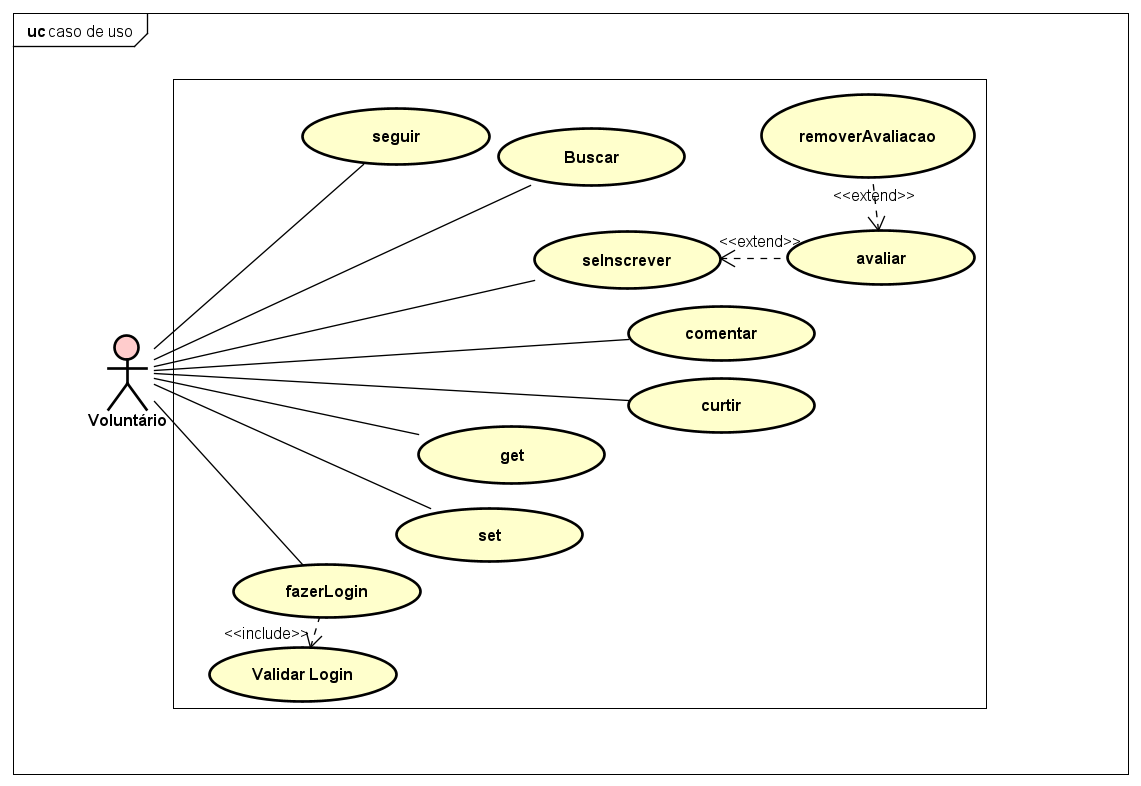 uc caso de uso
seguir
Buscar
removerAvaliacao
<<extend>>
<<extend>>
seInscrever
avaliar
comentar
curtir
Voluntário
get
set
fazerLogin
<<include>>
Validar Login